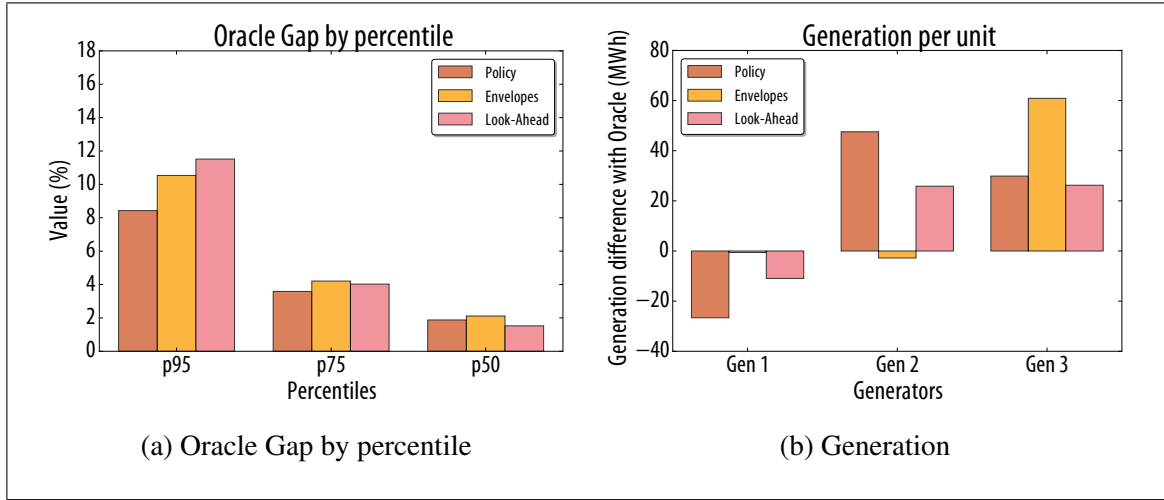 Oracle Gap by percentile
18
16
14
12
10
8
6
4
2
0
Value (%)
Policy
Envelopes
Look-Ahead
p95
p75
p50
Percentiles
(a) Oracle Gap by percentile
Generation per unit
80
60
40
20
0
−20
−40
Generation difference with Oracle (MWh)
Policy
Envelopes
Look-Ahead
Gen 1
Gen 2
Gen 3
Generators
(b) Generation